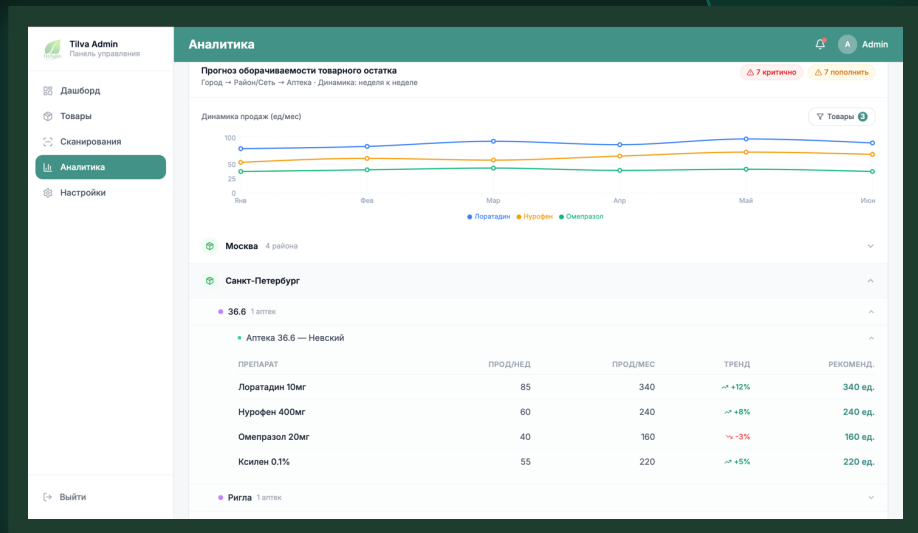 Tilva Admin
Панель управления
Аналитика
A
Admin
Дашборд
Товары
Сканирования
Аналитика
Настройки
Выйти
Прогноз оборачиваемости товарного остатка
Город → Район/Сеть → Аптека · Динамика: неделя к неделе
7 критично
7 пополнить
Динамика продаж (ед/мес)
Товары 3
100
50
25
0
Янв Фев Мар Апр Май Июн
Лоратадин Нурофен Омепразол
Москва 4 района
Санкт-Петербург
36.6 1 аптек
Аптека 36.6 — Невский
ПРЕПАРАТ ПРОД/НЕД ПРОД/МЕС ТРЕНД РЕКОМЕНД.
Лоратадин 10мг 85 340 +12% 340 ед.
Нурофен 400мг 60 240 +8% 240 ед.
Омепразол 20мг 40 160 -3% 160 ед.
Ксилен 0.1% 55 220 +5% 220 ед.
Ригла 1 аптек